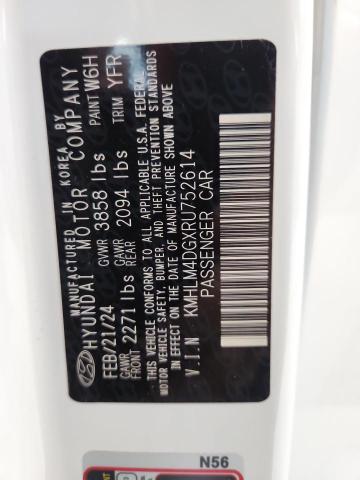 MANUFACTURED IN KOREA BY
HYUNDAI MOTOR COMPANY
FEB/21/24 GVWR 3858 lbs PAINT W6H
GAWR FRONT 2271 lbs GAWR REAR 2094 lbs TRIM YFR
THIS VEHICLE CONFORMS TO ALL APPLICABLE U.S.A. FEDERAL
MOTOR VEHICLE SAFETY, BUMPER, AND THEFT PREVENTION STANDARDS
IN EFFECT ON THE DATE OF MANUFACTURE SHOWN ABOVE
V.I.N KMHLM4DGXRU752614
PASSENGER CAR
N56